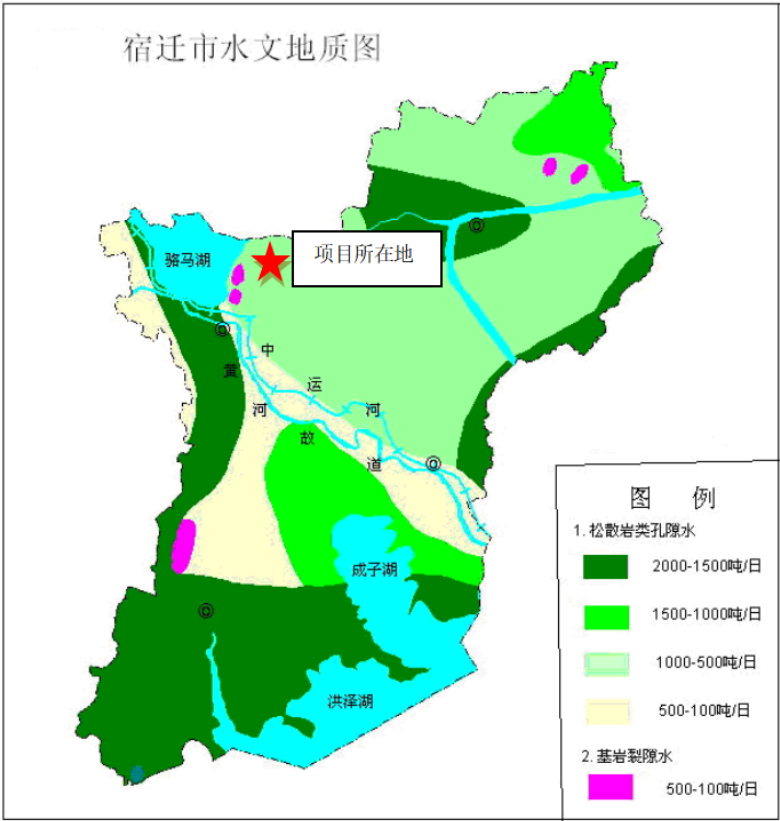 宿迁市水文地质图
骆马湖
项目所在地
中
运
河
黄
河
故
道
成子湖
洪泽湖
图 例
1. 松散岩类孔隙水
2000-1500吨/日
1500-1000吨/日
1000-500吨/日
500-100吨/日
2. 基岩裂隙水
500-100吨/日